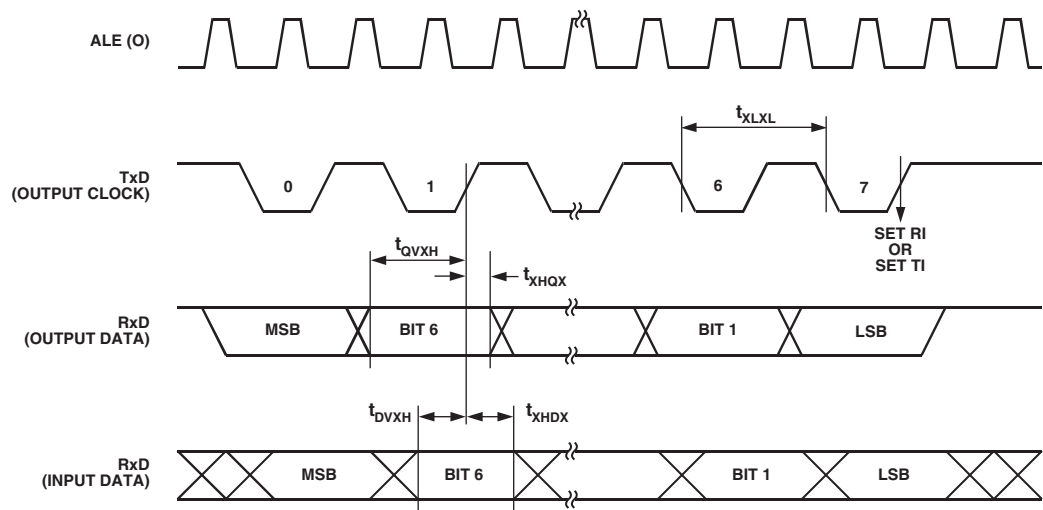 ALE (O)
t_XLXL
TxD
(OUTPUT CLOCK)
0
1
6
7
SET RI
OR
SET TI
t_QVXH
t_XHQX
RxD
(OUTPUT DATA)
MSB
BIT 6
BIT 1
LSB
t_DVXH
t_XHDX
RxD
(INPUT DATA)
MSB
BIT 6
BIT 1
LSB